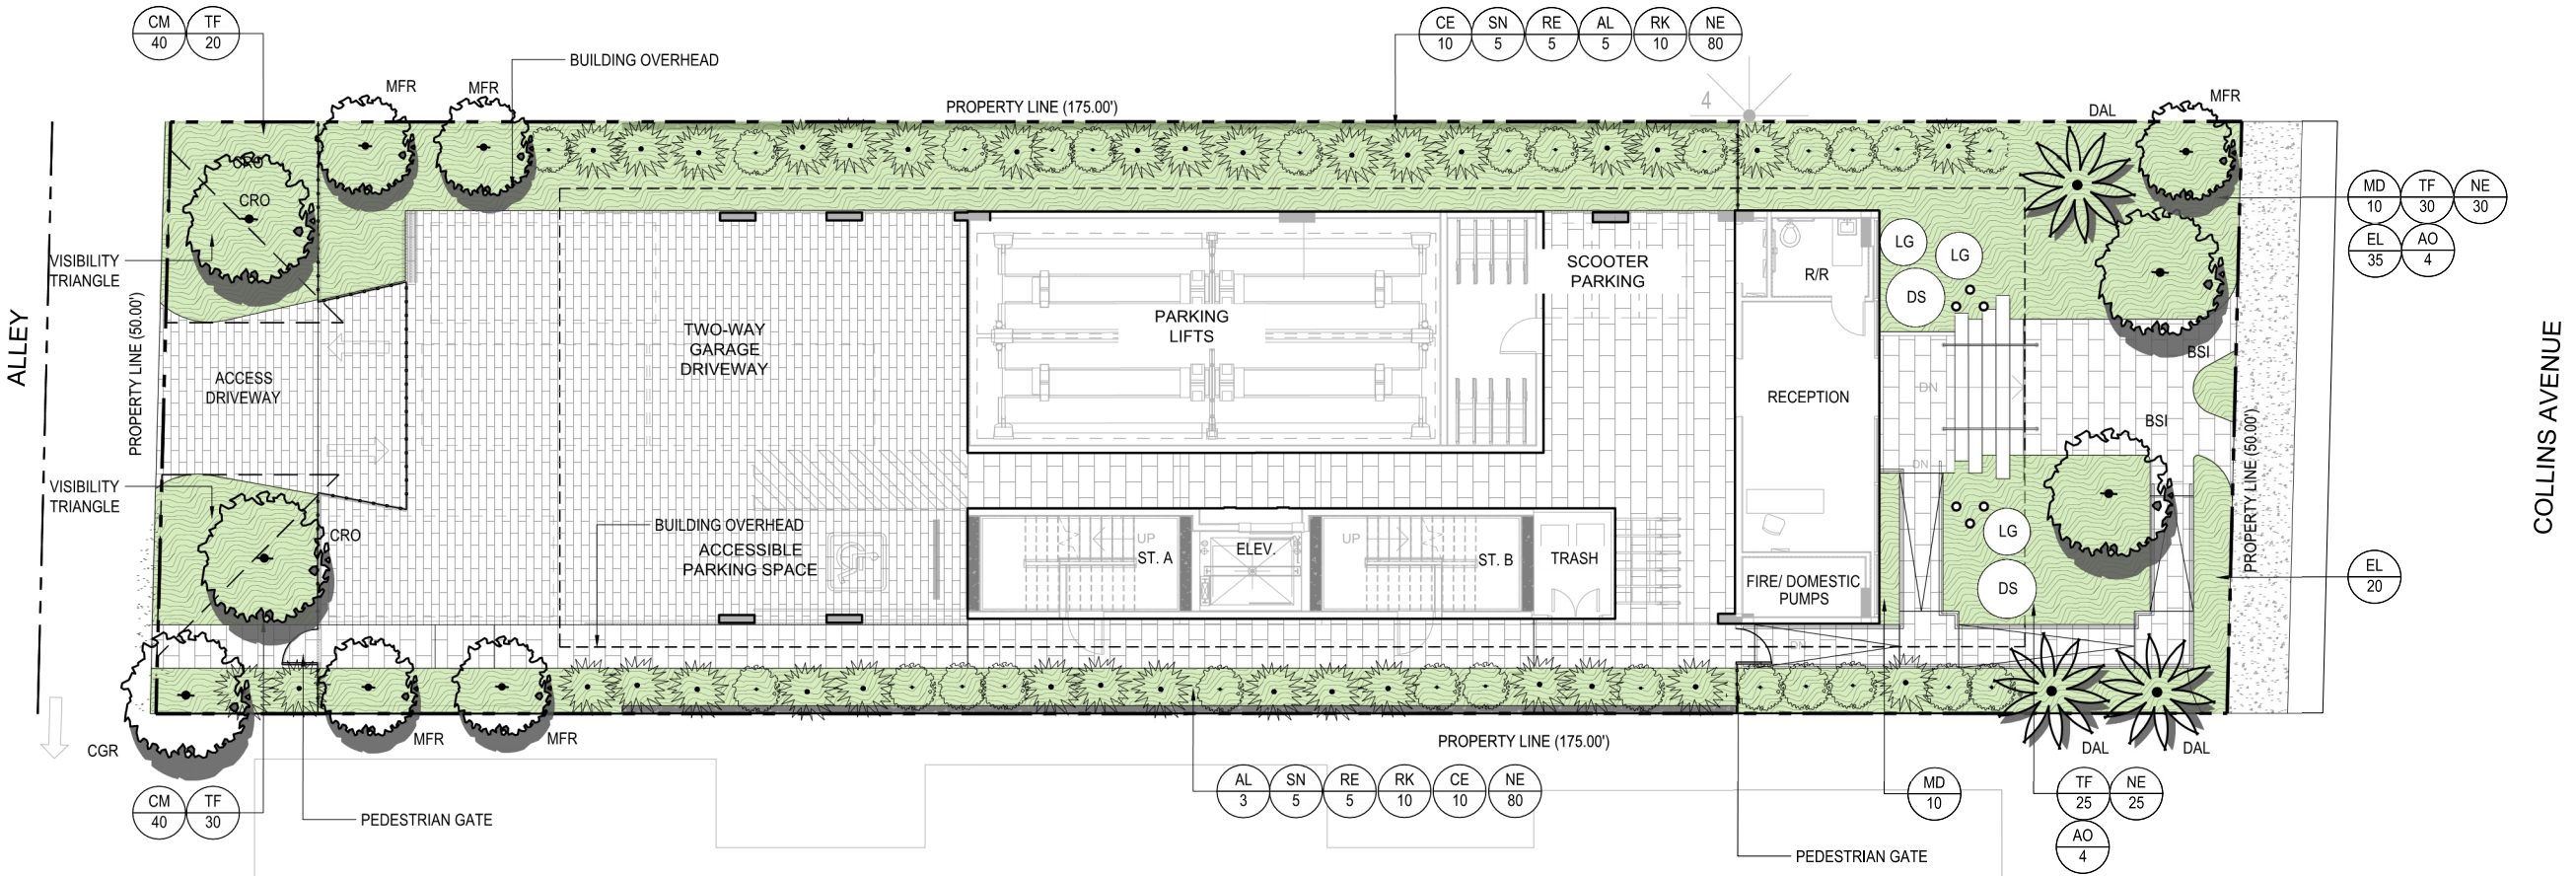 CM TF
40 20
BUILDING OVERHEAD
CE SN RE AL RK NE
10 5 5 5 10 80
MFR MFR
PROPERTY LINE (175.00')
4
DAL
MFR
CRO
CRO
MD TF NE
10 30 30
EL AO
35 4
VISIBILITY
TRIANGLE
LG
LG
DS
R/R
SCOOTER
PARKING
PARKING
LIFTS
TWO-WAY
GARAGE
DRIVEWAY
ALLEY
PROPERTY LINE (50.00')
ACCESS
DRIVEWAY
RECEPTION
DN
BSI
BSI
COLLINS AVENUE
PROPERTY LINE (50.00')
DN
VISIBILITY
TRIANGLE
CRO
BUILDING OVERHEAD
ACCESSIBLE
PARKING SPACE
UP
ST. A
ELEV.
UP
ST. B
TRASH
FIRE/ DOMESTIC
PUMPS
LG
DS
EL
20
DN
CGR
MFR
MFR
PROPERTY LINE (175.00')
DAL
DAL
CM TF
40 30
PEDESTRIAN GATE
AL SN RE RK CE NE
3 5 5 10 10 80
MD
10
TF NE
25 25
AO
4
PEDESTRIAN GATE